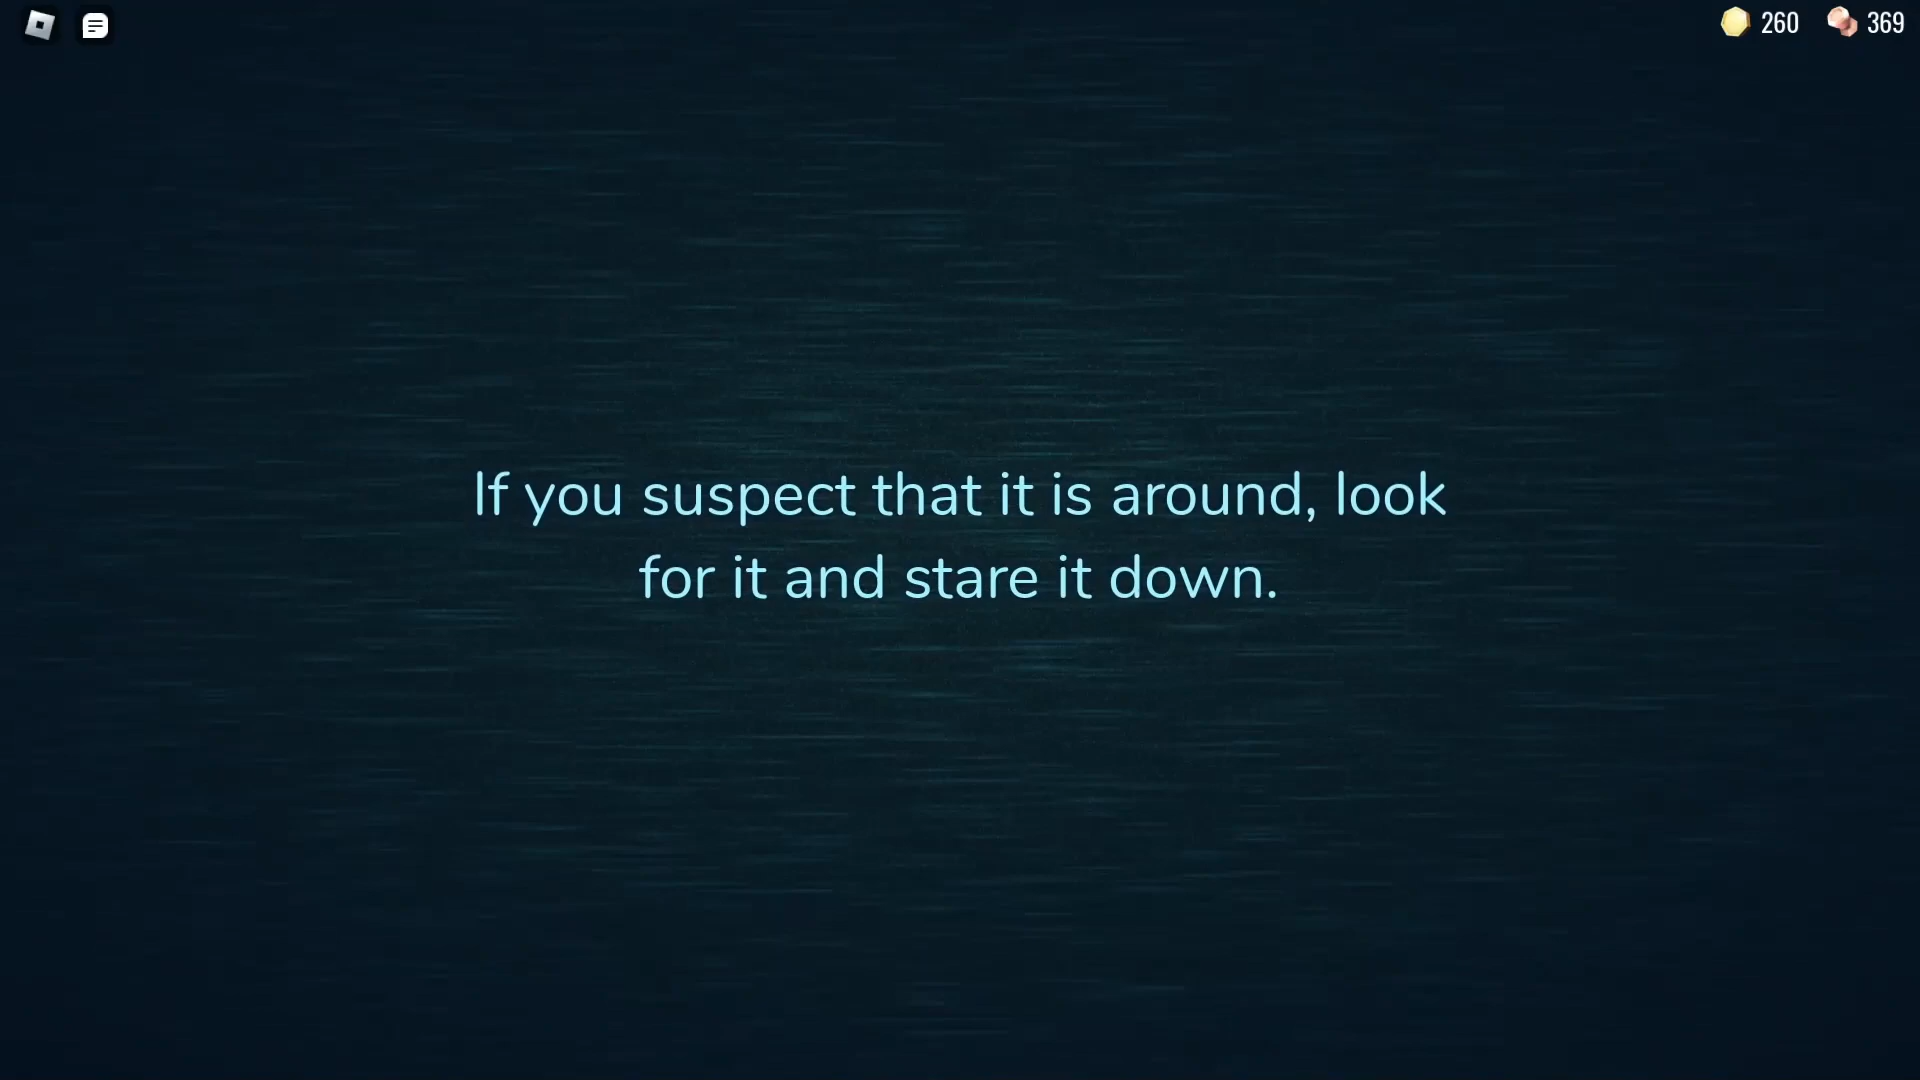 260 369
If you suspect that it is around, look
for it and stare it down.